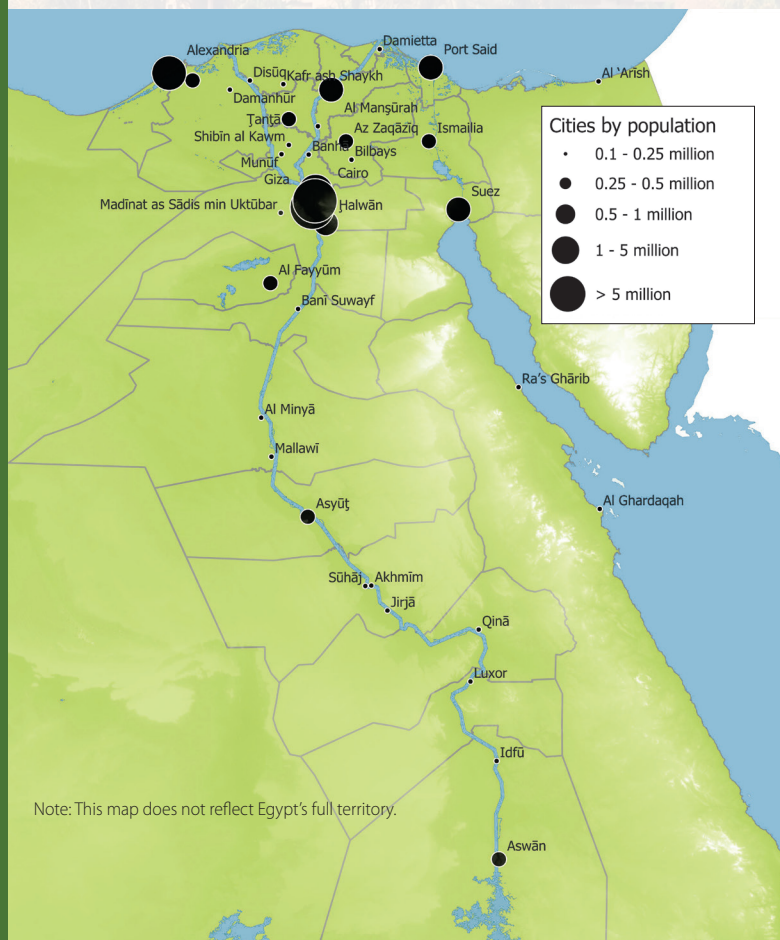 Alexandria
Damietta
Port Said
Disūq
Kafr ash Shaykh
Al ‘Arīsh
Damanhūr
Al Manşūrah
Ţanţā
Az Zaqāzīq
Ismailia
Shibīn al Kawm
Banhā
Bilbays
Munūf
Cairo
Giza
Suez
Madīnat as Sādis min Uktūbar
Ḩalwān
Al Fayyūm
Banī Suwayf
Ra’s Ghārib
Al Minyā
Mallawī
Al Ghardaqah
Asyūţ
Sūhāj
Akhmīm
Jirjā
Qinā
Luxor
Idfū
Aswān
Cities by population
0.1 - 0.25 million
0.25 - 0.5 million
0.5 - 1 million
1 - 5 million
> 5 million
Note: This map does not reflect Egypt’s full territory.